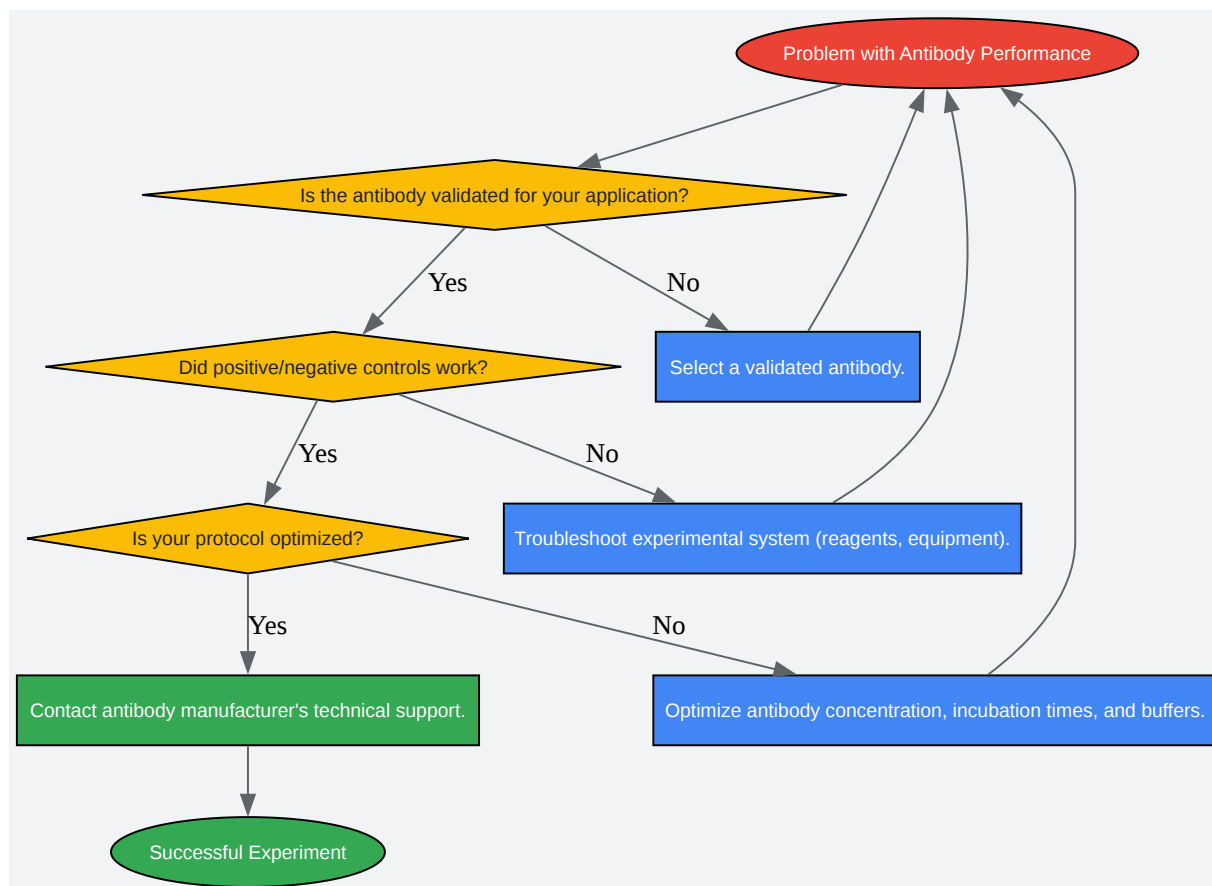 Problem with Antibody Performance
Is the antibody validated for your application?
Yes
No
Did positive/negative controls work?
Select a validated antibody.
Yes
No
Is your protocol optimized?
Troubleshoot experimental system (reagents, equipment).
Yes
No
Contact antibody manufacturer's technical support.
Optimize antibody concentration, incubation times, and buffers.
Successful Experiment